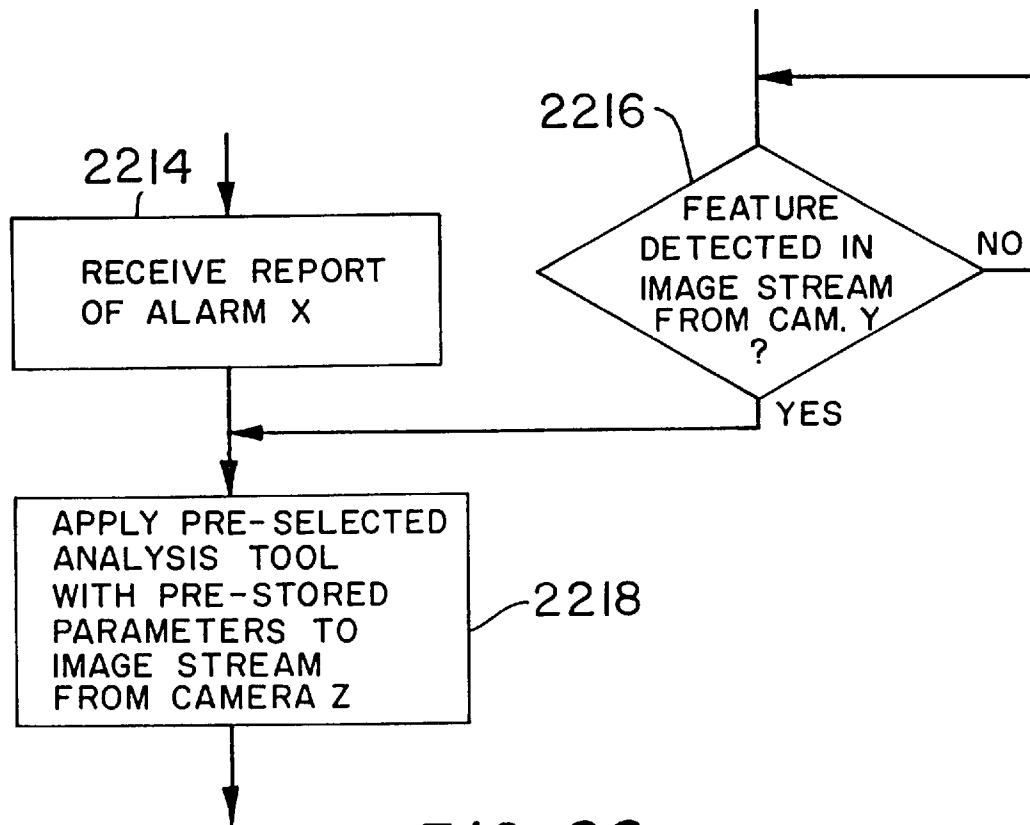 2214
RECEIVE REPORT
OF ALARM X
2216
FEATURE
DETECTED IN
IMAGE STREAM
FROM CAM. Y
?
NO
YES
APPLY PRE-SELECTED
ANALYSIS TOOL
WITH PRE-STORED
PARAMETERS TO
IMAGE STREAM
FROM CAMERA Z
2218